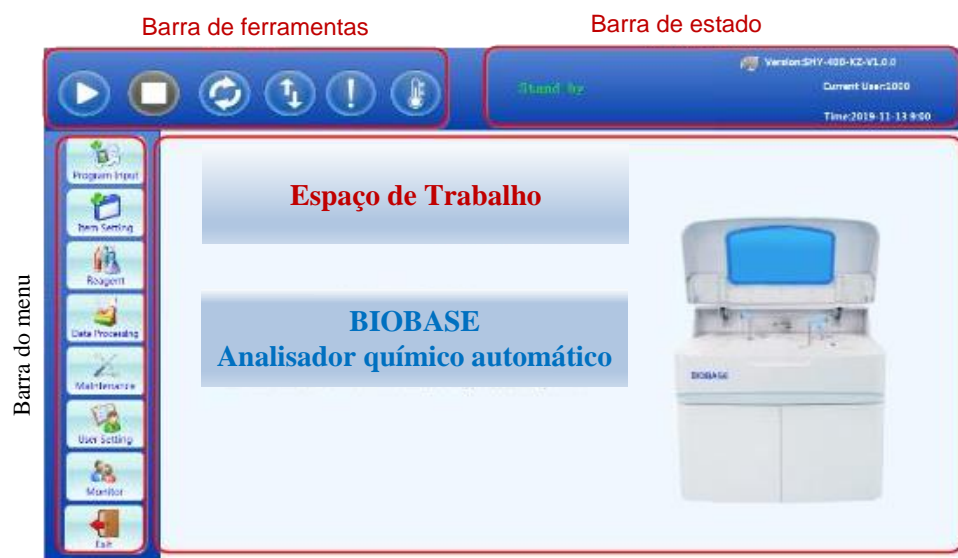 Barra de ferramentas
Barra de estado
Version:SHY-400-KZ-V1.0.0
Stand by
Current User:1000
Time:2019-11-13 9:00
Barra do menu
Program Input
Item Setting
Reagent
Data Processing
Maintenance
User Setting
Monitor
Exit
Espaço de Trabalho
BIOBASE
Analisador químico automático
BIOBASE